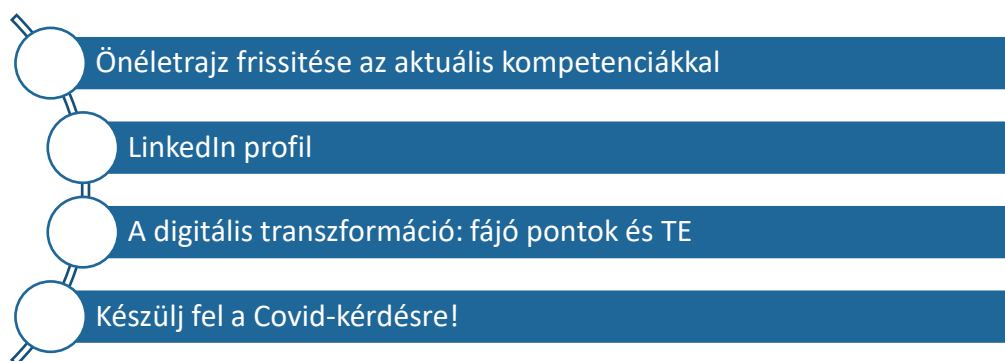 Önéletrajz frissitése az aktuális kompetenciákkal
LinkedIn profil
A digitális transzformáció: fájó pontok és TE
Készülj fel a Covid-kérdésre!